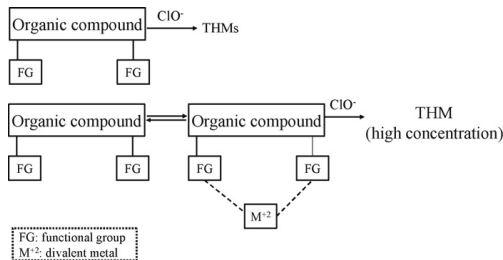 Organic compound
ClO⁻
THMs
FG
FG
Organic compound
Organic compound
ClO⁻
THM
(high concentration)
FG
FG
FG
FG
M⁺²
FG: functional group
M⁺²: divalent metal